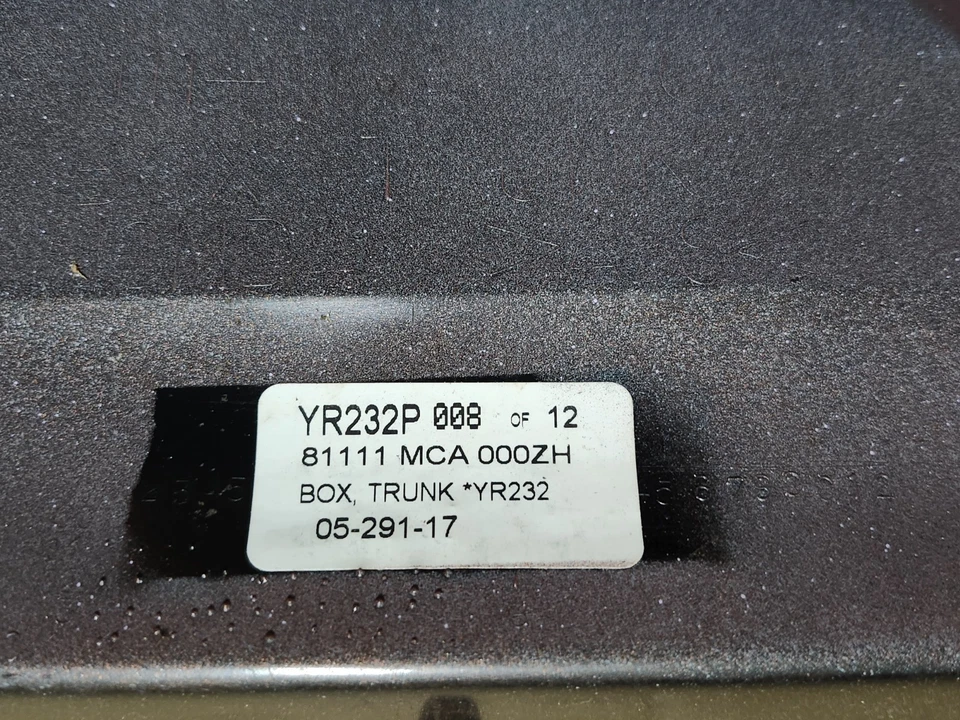 YR232P 008 OF 12
81111 MCA 000ZH
BOX, TRUNK *YR232
05-291-17